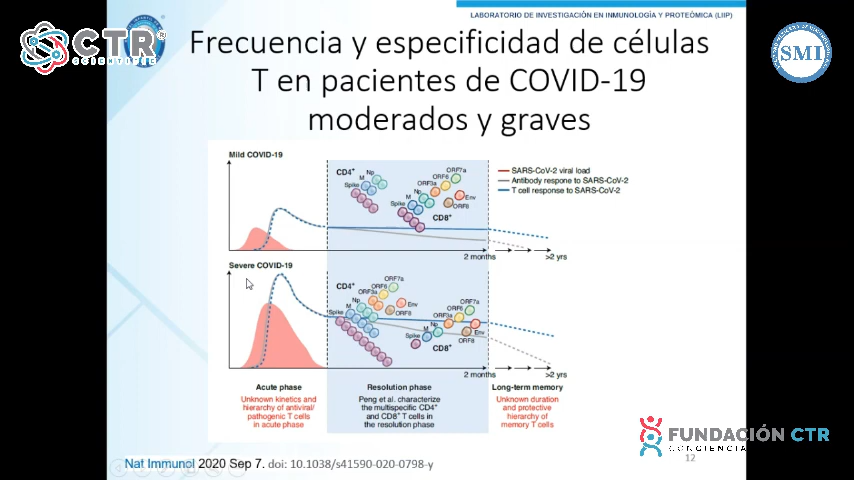 LABORATORIO DE INVESTIGACIÓN EN INMUNOLOGÍA Y PROTEÓMICA (LIIP)
CTR
SCIENTIFIC
SMI
Frecuencia y especificidad de células
T en pacientes de COVID-19
moderados y graves
Mild COVID-19
CD4+
Np
M
Spike
ORF7a
ORF6
ORF3a
Np
M
Spike
Env
ORF8
CD8+
SARS-CoV-2 viral load
Antibody respone to SARS-CoV-2
T cell response to SARS-CoV-2
2 months
>2 yrs
Severe COVID-19
CD4+
ORF7a
ORF6
ORF3a
Np
M
Spike
Env
ORF8
ORF7a
ORF6
ORF3a
Np
M
Spike
Env
ORF8
CD8+
2 months
>2 yrs
Acute phase
Unknown kinetics and
hierarchy of antiviral/
pathogenic T cells
in acute phase
Resolution phase
Peng et al. characterize
the multispecific CD4+
and CD8+ T cells in
the resolution phase
Long-term memory
Unknown duration
and protective
hierarchy of
memory T cells
FUNDACIÓN CTR
CONCIENCIA
12
Nat Immunol 2020 Sep 7. doi: 10.1038/s41590-020-0798-y